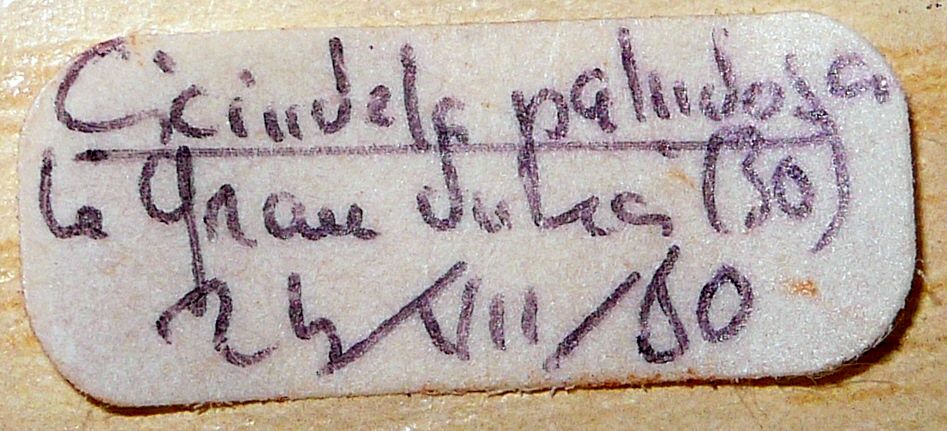 Cicindela paludosa
Le Grau du Roi (30)
24/VII/80